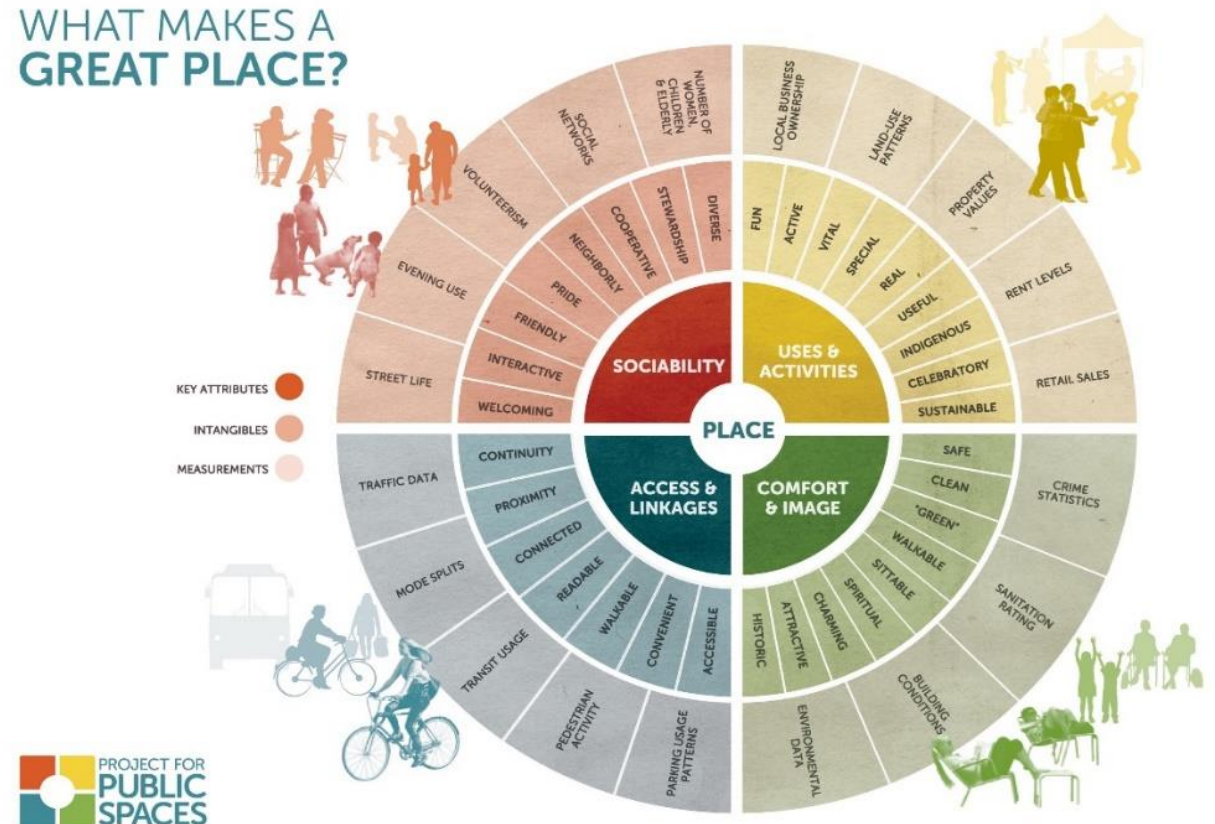 WHAT MAKES A
GREAT PLACE?
KEY ATTRIBUTES
INTANGIBLES
MEASUREMENTS
PLACE
SOCIABILITY
USES &
ACTIVITIES
ACCESS &
LINKAGES
COMFORT
& IMAGE
WELCOMING
INTERACTIVE
FRIENDLY
PRIDE
NEIGHBORLY
COOPERATIVE
STEWARDSHIP
DIVERSE
FUN
ACTIVE
VITAL
SPECIAL
REAL
USEFUL
INDIGENOUS
CELEBRATORY
SUSTAINABLE
SAFE
CLEAN
"GREEN"
WALKABLE
SITTABLE
SPIRITUAL
CHARMING
ATTRACTIVE
HISTORIC
ACCESSIBLE
CONVENIENT
WALKABLE
READABLE
CONNECTED
PROXIMITY
CONTINUITY
STREET LIFE
EVENING USE
VOLUNTEERISM
SOCIAL
NETWORKS
NUMBER OF
WOMEN,
CHILDREN
& ELDERLY
LOCAL BUSINESS
OWNERSHIP
LAND-USE
PATTERNS
PROPERTY
VALUES
RENT LEVELS
RETAIL SALES
CRIME
STATISTICS
SANITATION
RATING
BUILDING
CONDITIONS
ENVIRONMENTAL
DATA
PARKING USAGE
PATTERNS
PEDESTRIAN
ACTIVITY
TRANSIT USAGE
MODE SPLITS
TRAFFIC DATA
PROJECT FOR
PUBLIC
SPACES